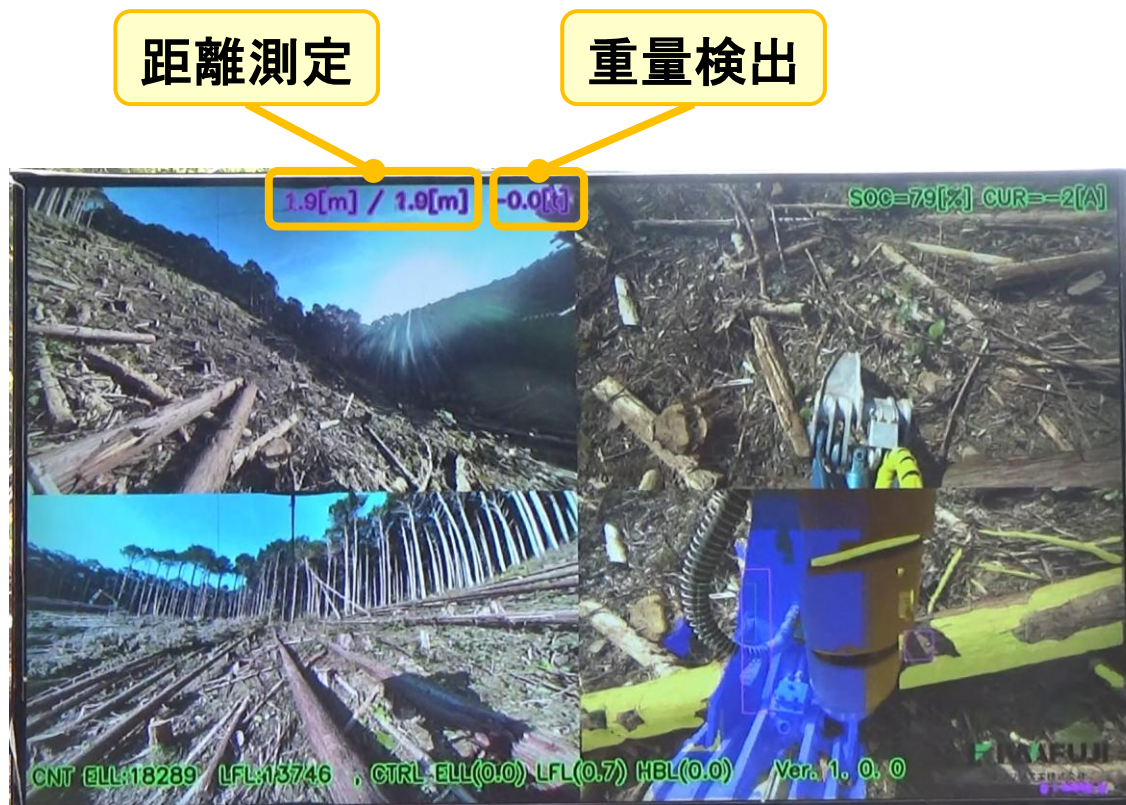 距離測定
重量検出
1.9[m] / 1.9[m] -0.0[t]
SOC=79[%] CUR=-2[A]
CNT ELL:18289 LFL:13746 , CTRL ELL(0.0) LFL(0.7) HBL(0.0) Ver. 1. 0. 0
IWAFUJI